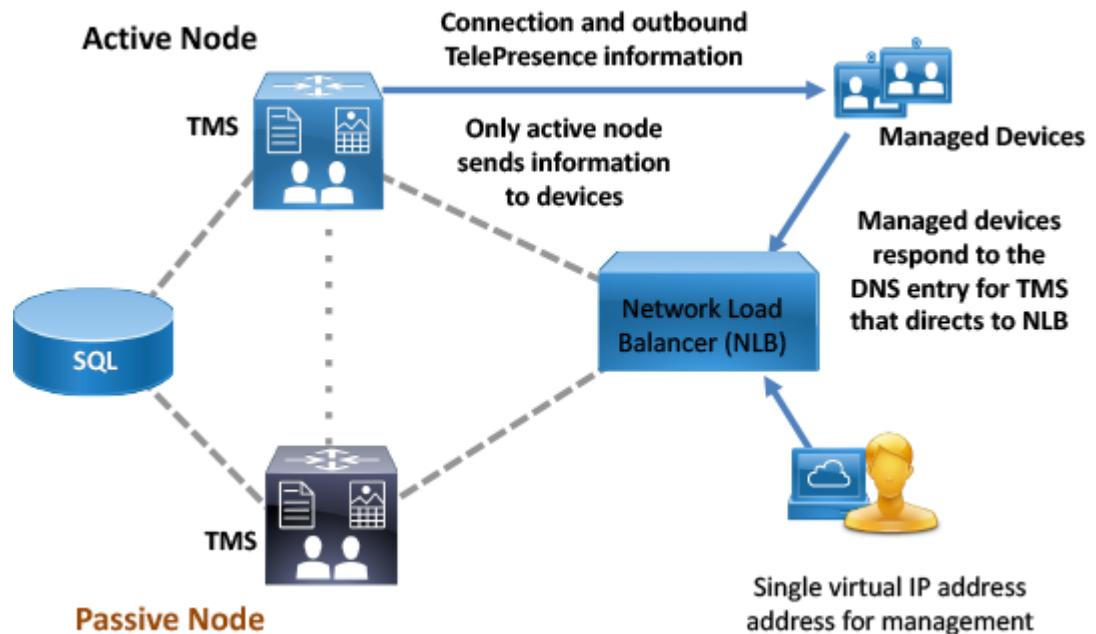 Active Node
Connection and outbound
TelePresence information
TMS
Only active node
sends information
to devices
Managed Devices
Managed devices
respond to the
DNS entry for TMS
that directs to NLB
Network Load
Balancer (NLB)
SQL
TMS
Passive Node
Single virtual IP address
address for management